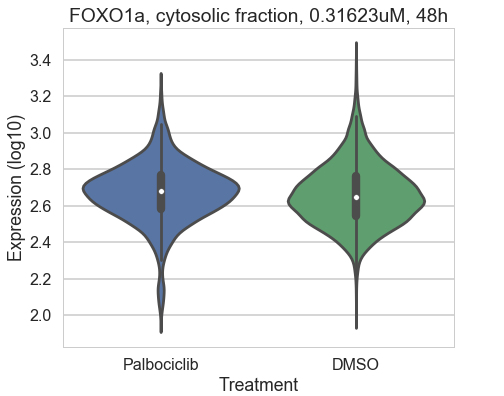 FOXO1a, cytosolic fraction, 0.31623uM, 48h
Expression (log10)
3.4
3.2
3.0
2.8
2.6
2.4
2.2
2.0
Palbociclib
DMSO
Treatment